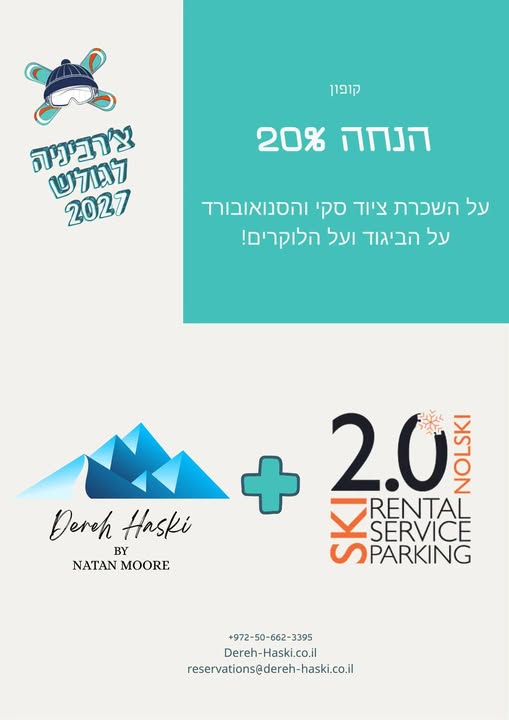 קופון
20% הנחה
על השכרת ציוד סקי והסנואובורד
על הביגוד ועל הלוקרים!
צ'רביניה
לגולש
2027
2.0
NOLSKI
SKI
RENTAL
SERVICE
PARKING
Dereh Haski
BY
NATAN MOORE
+972-50-662-3395
Dereh-Haski.co.il
reservations@dereh-haski.co.il